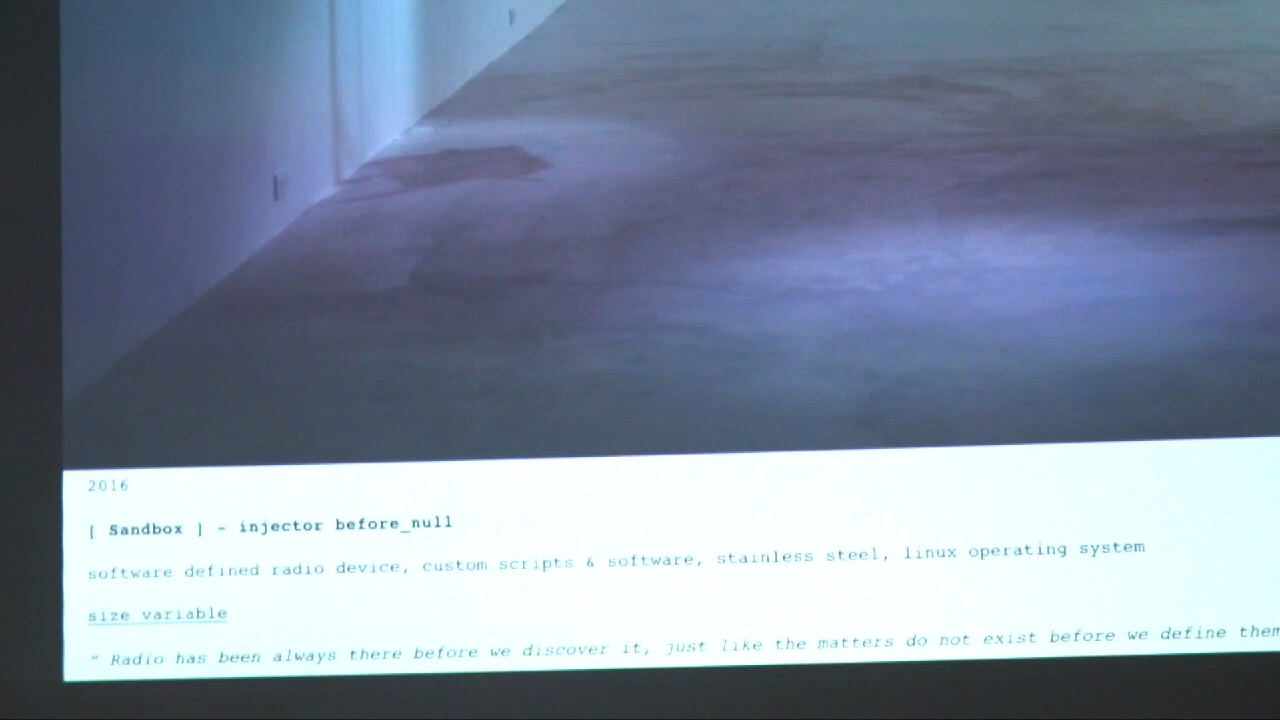 2016
[ Sandbox ] - injector before_null
software defined radio device, custom scripts & software, stainless steel, linux operating system
size variable
“ Radio has been always there before we discover it, just like the matters do not exist before we define them